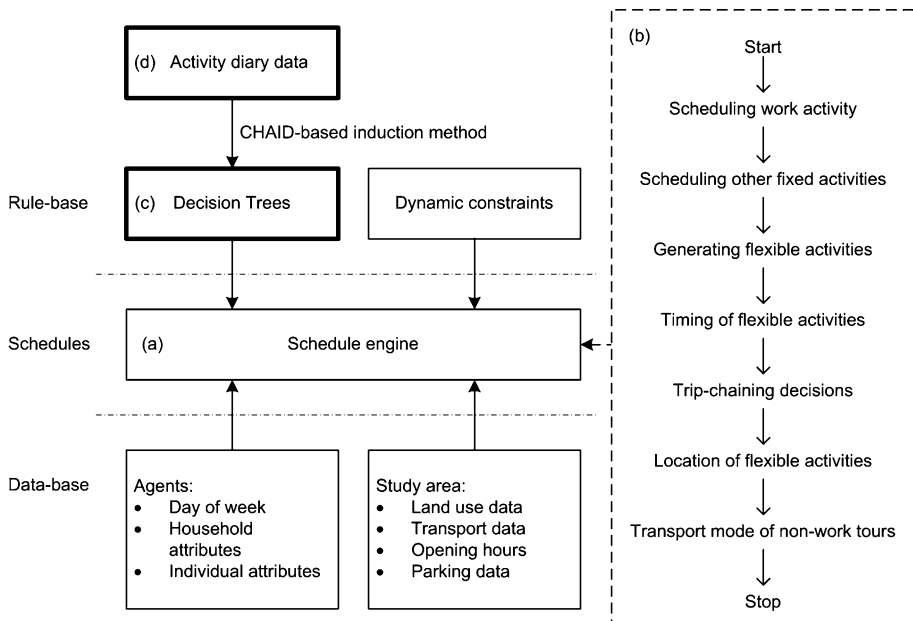 (d) Activity diary data
CHAID-based induction method
Rule-base
(c) Decision Trees
Dynamic constraints
Schedules
(a) Schedule engine
Data-base
Agents:
• Day of week
• Household
attributes
• Individual attributes
Study area:
• Land use data
• Transport data
• Opening hours
• Parking data
(b)
Start
Scheduling work activity
Scheduling other fixed activities
Generating flexible activities
Timing of flexible activities
Trip-chaining decisions
Location of flexible activities
Transport mode of non-work tours
Stop